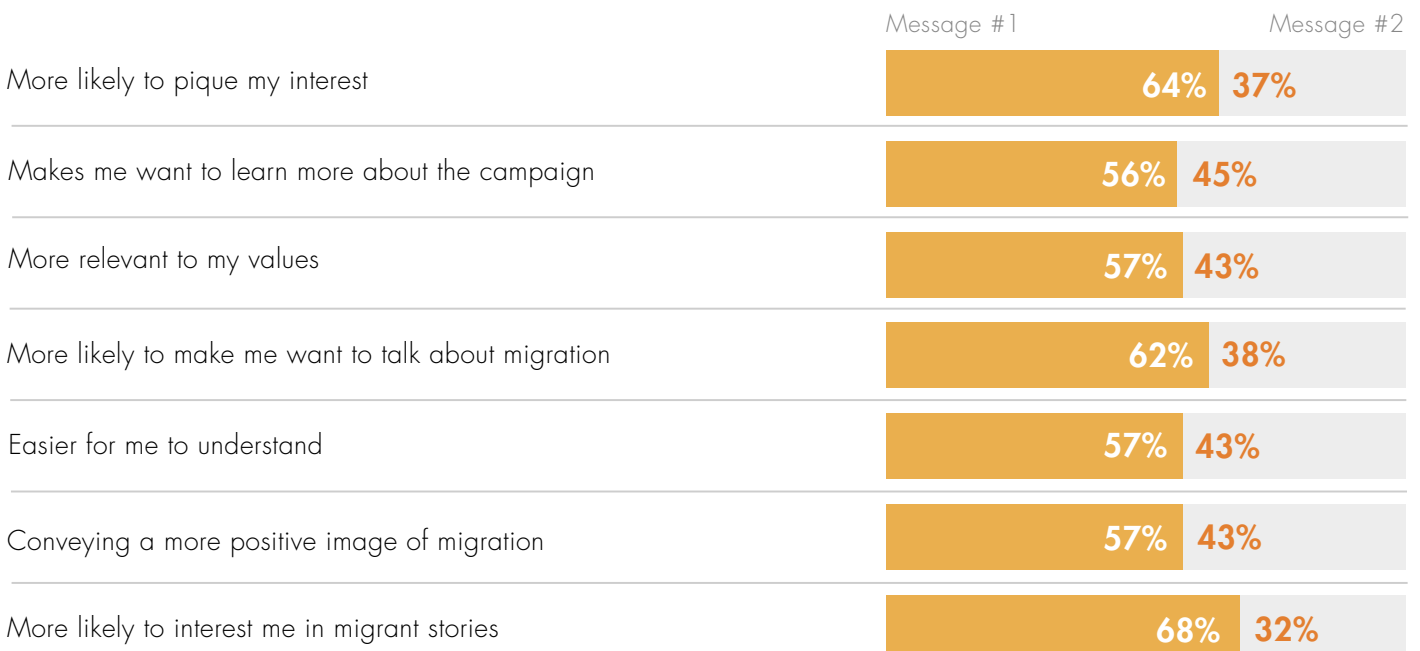 Message #1 Message #2
More likely to pique my interest 64% 37%
Makes me want to learn more about the campaign 56% 45%
More relevant to my values 57% 43%
More likely to make me want to talk about migration 62% 38%
Easier for me to understand 57% 43%
Conveying a more positive image of migration 57% 43%
More likely to interest me in migrant stories 68% 32%